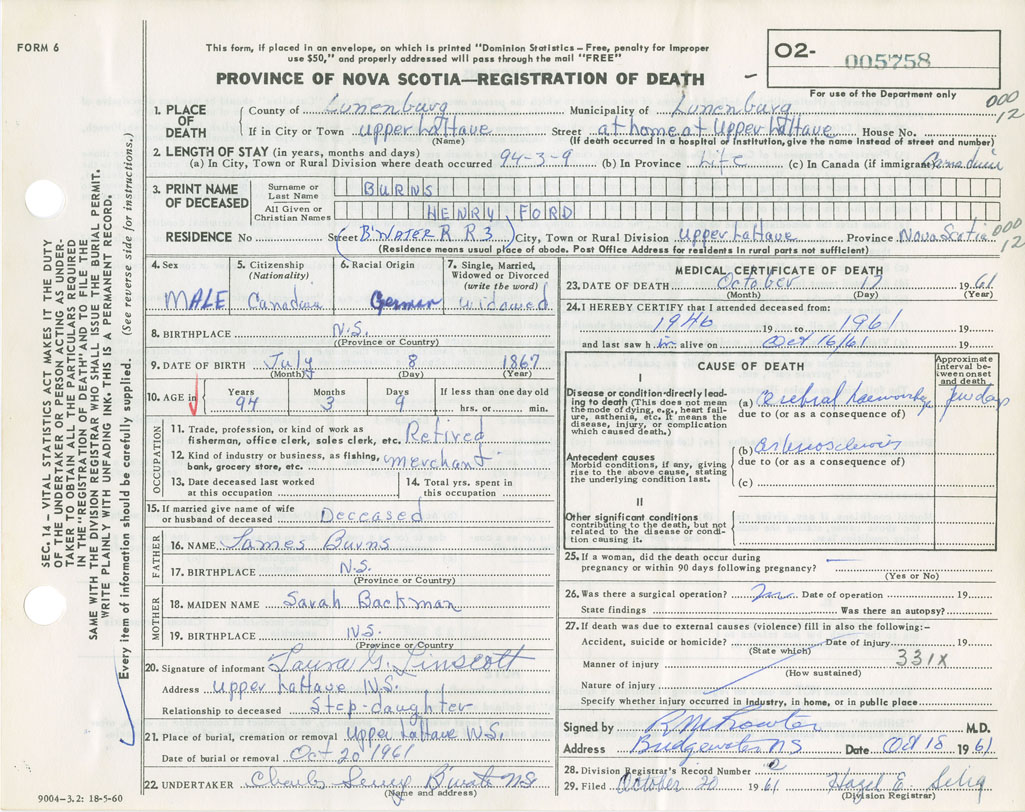 FORM 6
This form, if placed in an envelope, on which is printed "Dominion Statistics – Free, penalty for improper
use $50," and properly addressed will pass through the mail "FREE"
PROVINCE OF NOVA SCOTIA—REGISTRATION OF DEATH
O2- 005758
For use of the Department only
000
12
1. PLACE OF DEATH County of Lunenburg Municipality of Lunenburg
If in City or Town Upper LaHave (Name) Street at home at Upper LaHave House No.
(If death occurred in a hospital or institution, give the name instead of street and number)
2. LENGTH OF STAY (in years, months and days)
(a) In City, Town or Rural Division where death occurred 94-3-9 (b) In Province Life (c) In Canada (if immigrant) Canadian
3. PRINT NAME OF DECEASED
Surname or Last Name BURNS
All Given or Christian Names HENRY FORD
RESIDENCE No Street (B'WATER R R 3) City, Town or Rural Division Upper LaHave Province Nova Scotia
000
12
(Residence means usual place of abode. Post Office Address for residents in rural parts not sufficient)
4. Sex MALE
5. Citizenship (Nationality) Canadian
6. Racial Origin German
7. Single, Married, Widowed or Divorced (write the word) Widowed
8. BIRTHPLACE N.S.
(Province or Country)
9. DATE OF BIRTH July 8 1867
(Month) (Day) (Year)
10. AGE in Years 94 Months 3 Days 9 If less than one day old hrs. or min.
OCCUPATION
11. Trade, profession, or kind of work as
fisherman, office clerk, sales clerk, etc. Retired
12. Kind of industry or business, as fishing,
bank, grocery store, etc. merchant
13. Date deceased last worked
at this occupation
14. Total yrs. spent in
this occupation
15. If married give name of wife
or husband of deceased Deceased
FATHER
16. NAME James Burns
17. BIRTHPLACE N.S.
(Province or Country)
MOTHER
18. MAIDEN NAME Sarah Backman
19. BIRTHPLACE N.S.
(Province or Country)
20. Signature of informant Laura G. Linscott
Address Upper LaHave N.S.
Relationship to deceased Step-daughter
21. Place of burial, cremation or removal Upper LaHave N.S.
Date of burial or removal Oct 20 1961
22. UNDERTAKER
(Name and address)
9004–3.2: 18-5-60
MEDICAL CERTIFICATE OF DEATH
23. DATE OF DEATH October 17 1961
(Month) (Day) (Year)
24. I HEREBY CERTIFY that I attended deceased from:
1946 19 to 1961 19
and last saw h im alive on Oct 16/61 19
CAUSE OF DEATH
Approximate interval between onset and death
I
Disease or condition directly leading to death (This does not mean the mode of dying, e.g., heart failure, asthenia, etc. It means the disease, injury, or complication which caused death.)
(a) Cerebral haemorrhage few days
due to (or as a consequence of)
Antecedent causes
Morbid conditions, if any, giving rise to the above cause, stating the underlying condition last.
(b) arteriosclerosis
due to (or as a consequence of)
(c)
II
Other significant conditions
contributing to the death, but not related to the disease or condition causing it.
25. If a woman, did the death occur during
pregnancy or within 90 days following pregnancy?
(Yes or No)
26. Was there a surgical operation? no Date of operation 19
State findings Was there an autopsy?
27. If death was due to external causes (violence) fill in also the following:–
Accident, suicide or homicide? Date of injury 19
(State which)
331X
Manner of injury
(How sustained)
Nature of injury
Specify whether injury occurred in industry, in home, or in public place
Signed by M.D.
Address Bridgewater NS Date Oct 18 1961
28. Division Registrar's Record Number
29. Filed October 20 1961 Hazel E.
(Division Registrar)
SEC. 14 – VITAL STATISTICS ACT MAKES IT THE DUTY
OF THE UNDERTAKER OR PERSON ACTING AS UNDER-
TAKER TO OBTAIN ALL THE PARTICULARS REQUIRED
IN THE "REGISTRATION OF DEATH" AND TO FILE THE
SAME WITH THE DIVISION REGISTRAR WHO SHALL ISSUE THE BURIAL PERMIT.
WRITE PLAINLY WITH UNFADING INK. THIS IS A PERMANENT RECORD.
Every item of information should be carefully supplied. (See reverse side for instructions.)